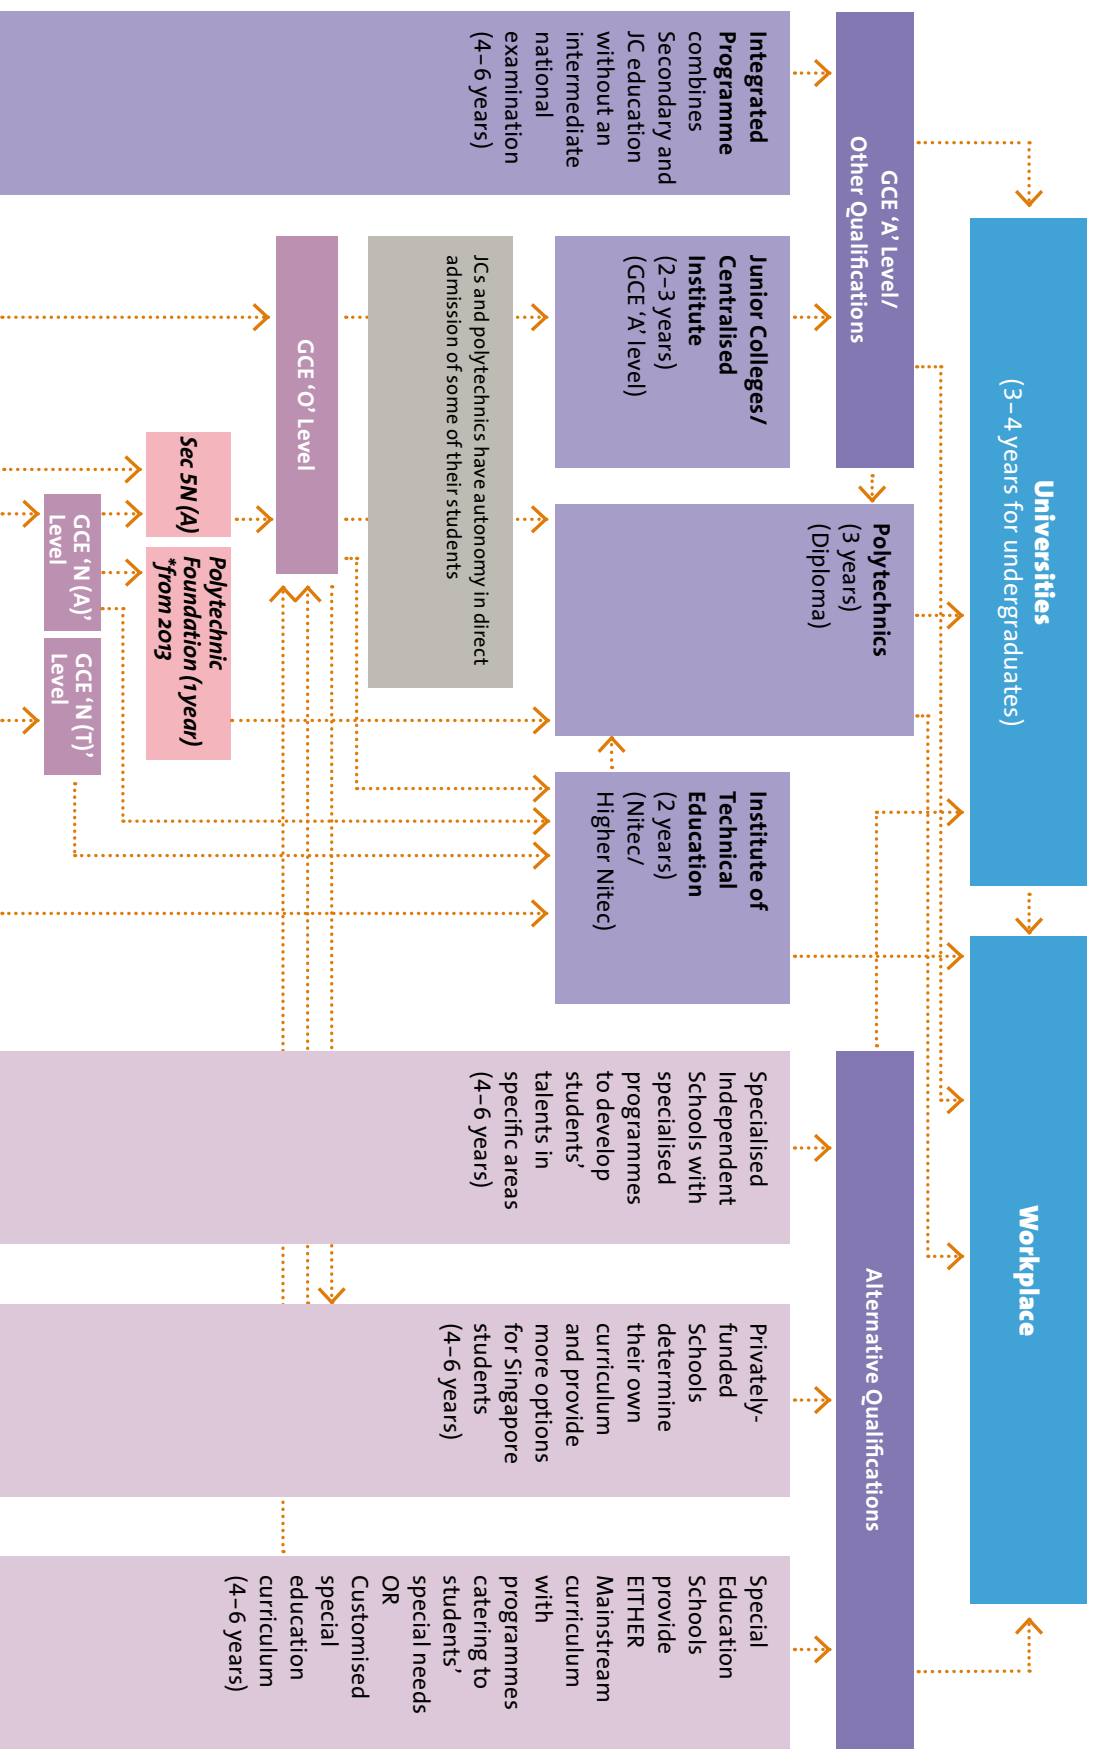 Universities
(3–4 years for undergraduates)
Workplace
GCE ‘A’ Level/
Other Qualifications
Alternative Qualifications
Integrated
Programme
combines
Secondary and
JC education
without an
intermediate
national
examination
(4–6 years)
Junior Colleges/
Centralised
Institute
(2–3 years)
(GCE ‘A’ level)
Polytechnics
(3 years)
(Diploma)
Institute of
Technical
Education
(2 years)
(Nitec/
Higher Nitec)
Specialised
Independent
Schools with
specialised
programmes
to develop
students’
talents in
specific areas
(4–6 years)
Privately-
funded
Schools
determine
their own
curriculum
and provide
more options
for Singapore
students
(4–6 years)
Special
Education
Schools
provide
EITHER
Mainstream
curriculum
with
programmes
catering to
students’
special needs
OR
Customised
special
education
curriculum
(4–6 years)
JCs and polytechnics have autonomy in direct
admission of some of their students
GCE ‘O’ Level
Sec 5N (A)
Polytechnic
Foundation (1 year)
*from 2013
GCE ‘N (A)’
Level
GCE ‘N (T)’
Level